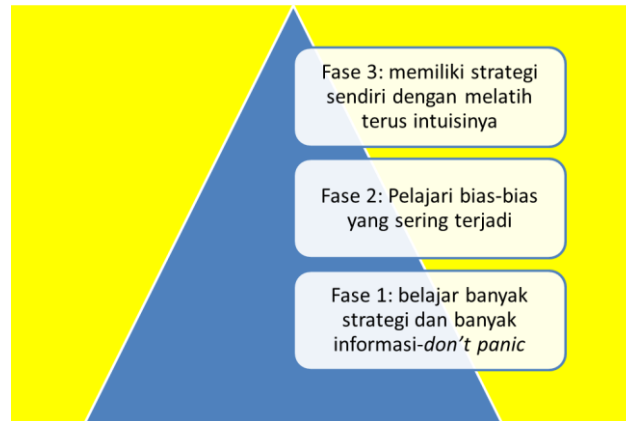 Fase 3: memiliki strategi
sendiri dengan melatih
terus intuisinya
Fase 2: Pelajari bias-bias
yang sering terjadi
Fase 1: belajar banyak
strategi dan banyak
informasi-don't panic